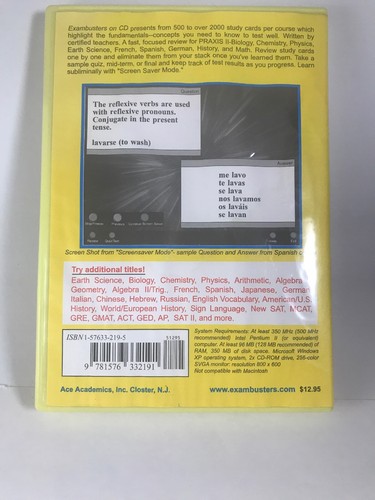 Exambusters on CD presents from 500 to over 2000 study cards per course which
highlight the fundamentals--concepts you need to know to test well. Written by
certified teachers. A fast, focused review for PRAXIS II-Biology, Chemistry, Physics,
Earth Science, French, Spanish, German, History, and Math. Review study cards
one by one and eliminate them from your stack once you've learned them. Take a
sample quiz, mid-term, or final and keep track of test results as you progress. Learn
subliminally with "Screen Saver Mode."
Question
The reflexive verbs are used
with reflexive pronouns.
Conjugate in the present
tense.
lavarse (to wash)
Answer
me lavo
te lavas
se lava
nos lavamos
os laváis
se lavan
Screen Shot from "Screensaver Mode"- sample Question and Answer from Spanish
Try additional titles!
Earth Science, Biology, Chemistry, Physics, Arithmetic, Algebra
Geometry, Algebra II/Trig., French, Spanish, Japanese, German
Italian, Chinese, Hebrew, Russian, English Vocabulary, American/U.S.
History, World/European History, Sign Language, New SAT, MCAT,
GRE, GMAT, ACT, GED, AP, SAT II, and more.
ISBN 1-57633-219-5
51295
9 781576 332191
System Requirements: At least 380 MHz (500 MHz
recommended) Intel Pentium II (or equivalent)
computer. At least 96 MB (128 MB recommended) of
RAM, 350 MB of disk space. Microsoft Windows
XP operating system, 2x CD-ROM drive, 256-color
SVGA monitor: resolution 800 x 600
Not compatible with Macintosh
Ace Academics, Inc. Closter, N.J.
www.exambusters.com $12.95